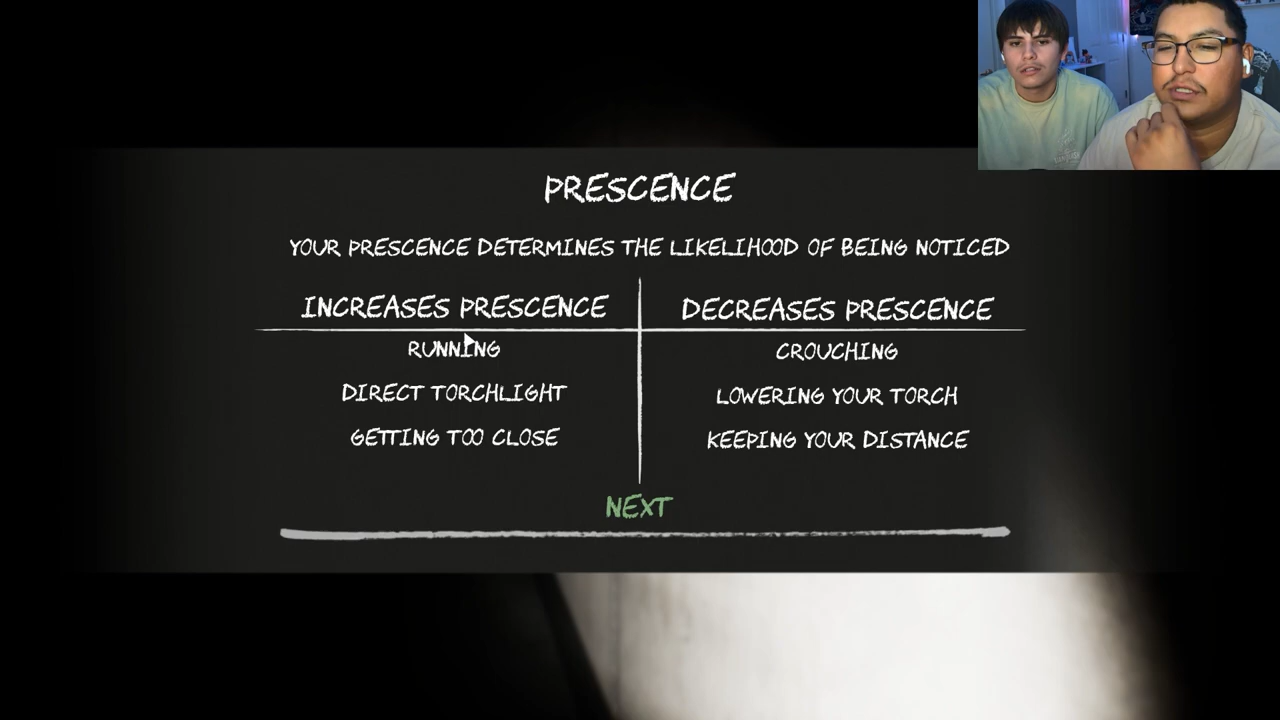 PRESCENCE
YOUR PRESCENCE DETERMINES THE LIKELIHOOD OF BEING NOTICED
INCREASES PRESCENCE
RUNNING
DIRECT TORCHLIGHT
GETTING TOO CLOSE
DECREASES PRESCENCE
CROUCHING
LOWERING YOUR TORCH
KEEPING YOUR DISTANCE
NEXT